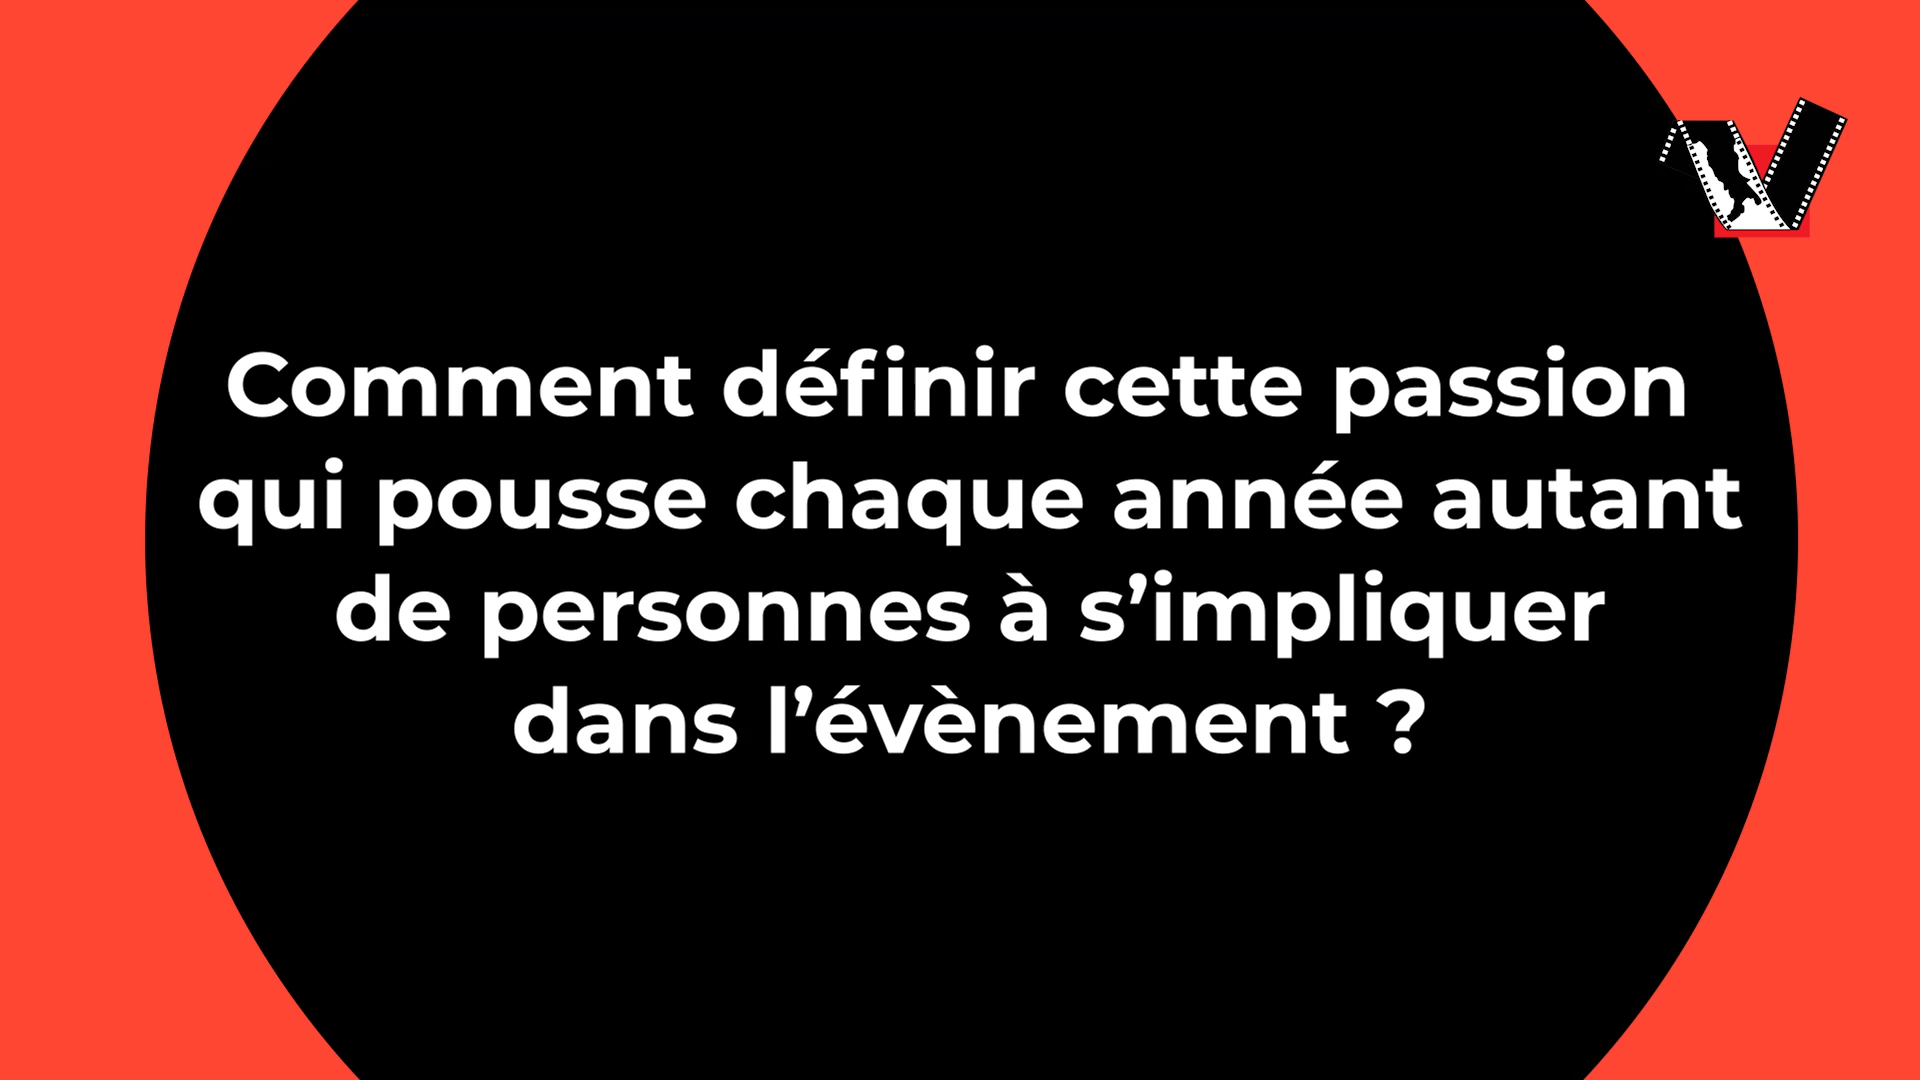 Comment définir cette passion
qui pousse chaque année autant
de personnes à s’impliquer
dans l’évènement ?